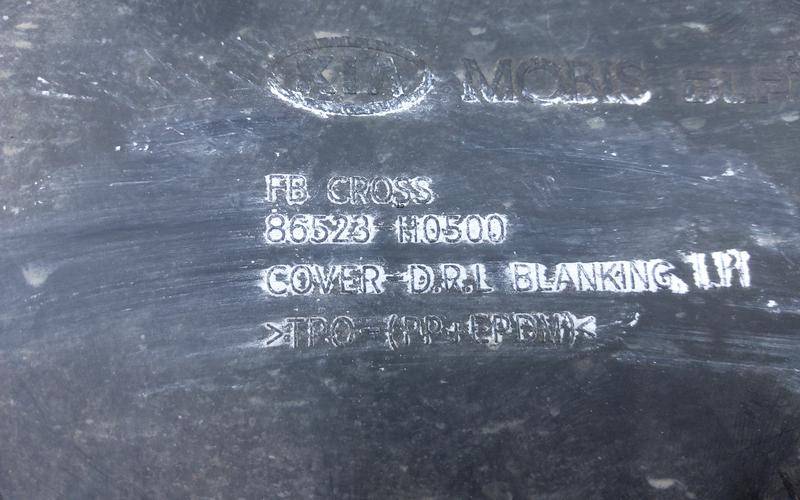 KIA MOBIS
FB CROSS
86523 H0500
COVER-D.R.L BLANKING,
>TPO-(PP+EPDM)<